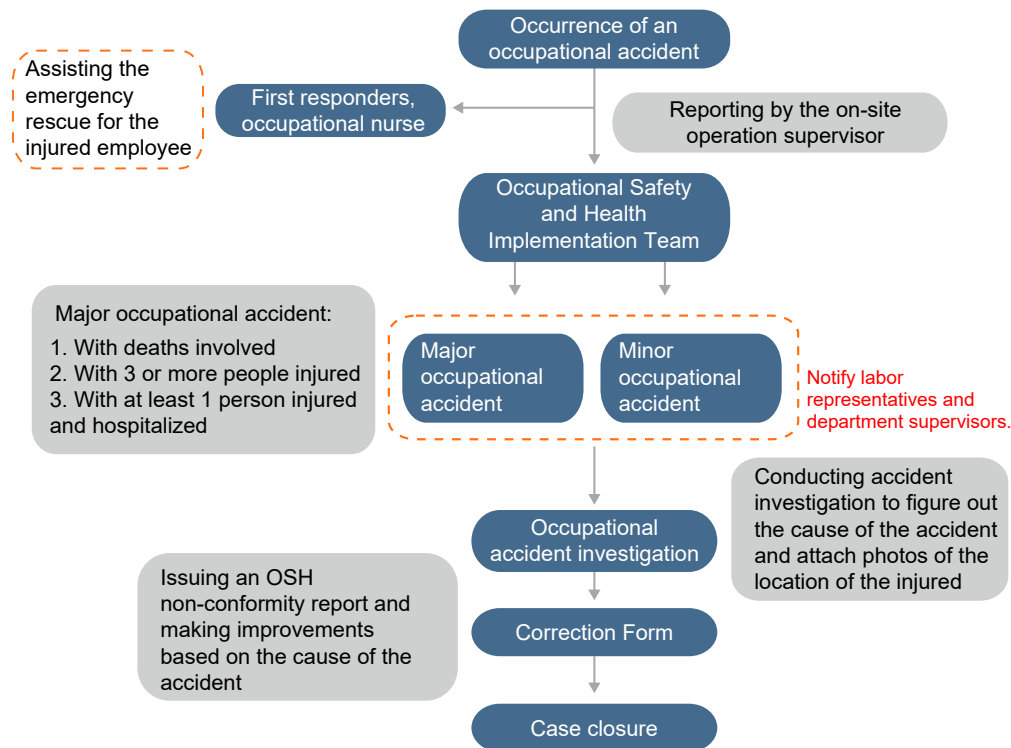 Occurrence of an
occupational accident
Assisting the
emergency
rescue for the
injured employee
First responders,
occupational nurse
Reporting by the on-site
operation supervisor
Occupational Safety
and Health
Implementation Team
Major occupational accident:
1. With deaths involved
2. With 3 or more people injured
3. With at least 1 person injured
and hospitalized
Major
occupational
accident
Minor
occupational
accident
Notify labor
representatives and
department supervisors.
Conducting accident
investigation to figure out
the cause of the accident
and attach photos of the
location of the injured
Occupational
accident investigation
Issuing an OSH
non-conformity report and
making improvements
based on the cause of the
accident
Correction Form
Case closure